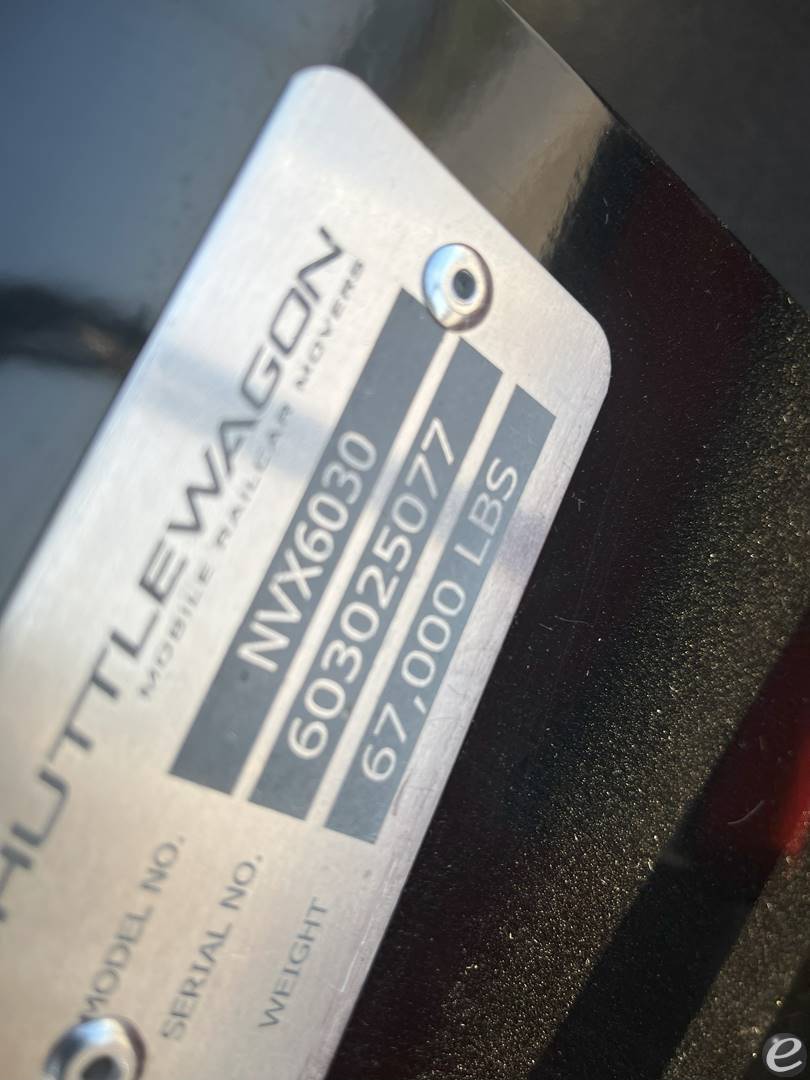 HUTTLEWAGON
MOBILE RAILCAR MOVERS
MODEL NO. NVX6030
SERIAL NO. 603025077
WEIGHT 67,000 LBS
e